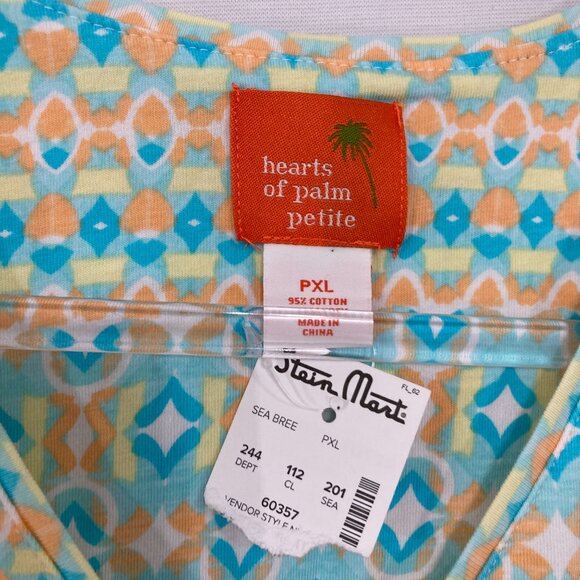 hearts
of palm
petite
PXL
95% COTTON
MADE IN
CHINA
Stein Mart
FL_62
SEA BREE
PXL
244
DEPT
112
CL
201
SEA
60357
VENDOR STYLE